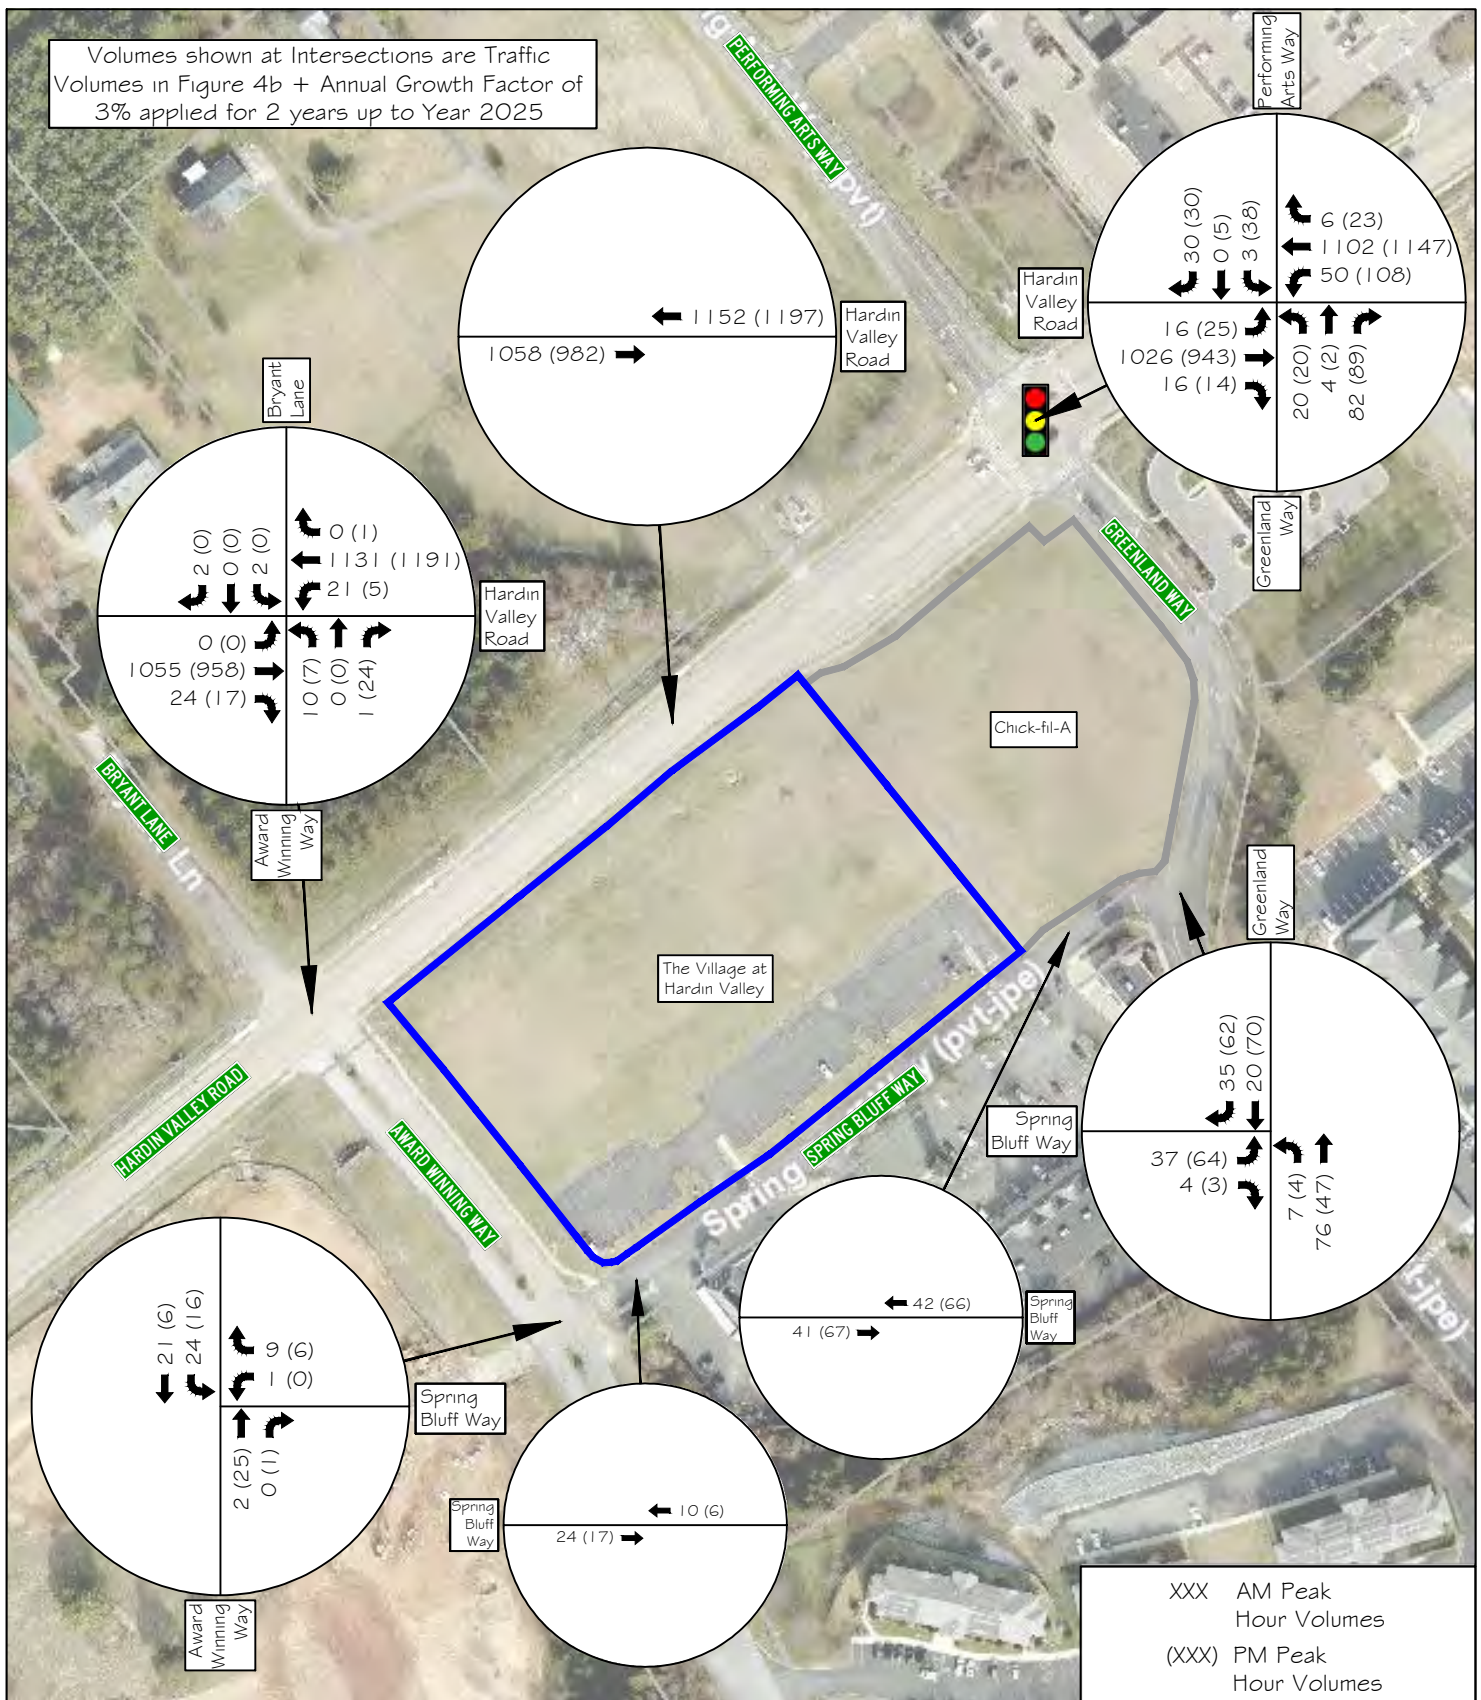 Volumes shown at Intersections are Traffic
Volumes in Figure 4b + Annual Growth Factor of
3% applied for 2 years up to Year 2025
PERFORMING ARTS WAY
pvt)
Performing
Arts Way
30 (30)
0 (5)
3 (38)
6 (23)
1102 (1147)
50 (108)
Hardin
Valley
Road
16 (25)
1026 (943)
16 (14)
20 (20)
4 (2)
82 (89)
Greenland
Way
1152 (1197)
1058 (982)
Hardin
Valley
Road
Bryant
Lane
2 (0)
0 (0)
2 (0)
0 (1)
1131 (1191)
21 (5)
Hardin
Valley
Road
0 (0)
1055 (958)
24 (17)
10 (7)
0 (0)
1 (24)
Award
Winning
Way
GREENLAND WAY
Chick-fil-A
BRYANT LANE
Ln
The Village at
Hardin Valley
HARDIN VALLEY ROAD
AWARD WINNING WAY
SPRING BLUFF WAY
Spring
y (pvt-jpe)
Greenland
Way
35 (62)
20 (70)
Spring
Bluff Way
37 (64)
4 (3)
7 (4)
76 (47)
t-jpe)
42 (66)
41 (67)
Spring
Bluff
Way
21 (6)
24 (16)
9 (6)
1 (0)
Spring
Bluff Way
2 (25)
0 (1)
Award
Winning
Way
Spring
Bluff
Way
10 (6)
24 (17)
XXX AM Peak
Hour Volumes
(XXX) PM Peak
Hour Volumes